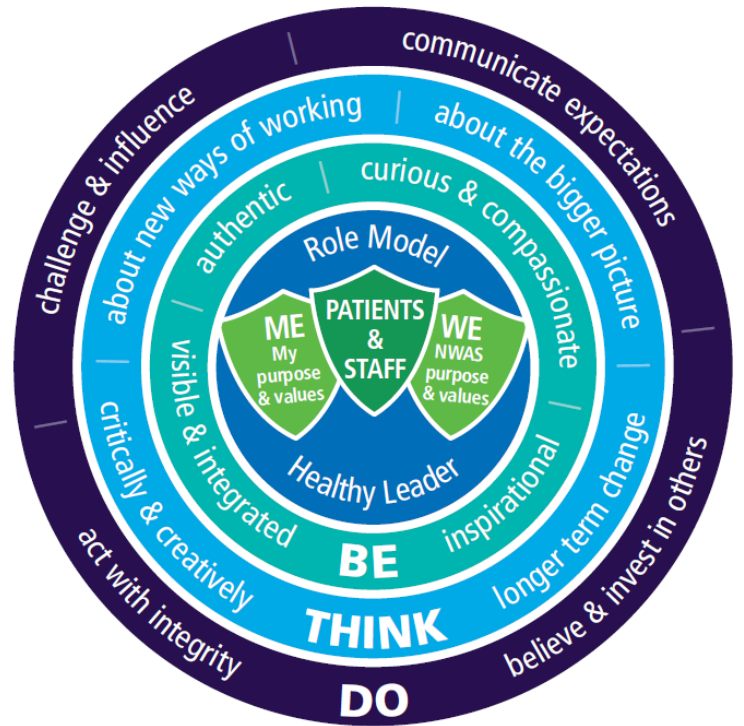 communicate expectations
challenge & influence
about new ways of working
about the bigger picture
authentic
curious & compassionate
Role Model
ME
My
purpose
& values
PATIENTS
&
STAFF
WE
NWAS
purpose
& values
Healthy Leader
visible & integrated
inspirational
BE
critically & creatively
longer term change
THINK
act with integrity
believe & invest in others
DO